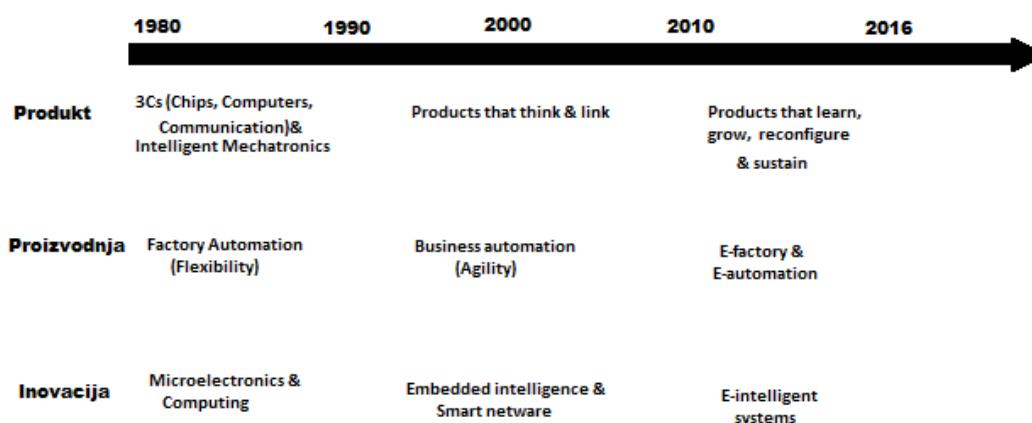 1980 1990 2000 2010 2016
Produkt
3Cs (Chips, Computers,
Communication)&
Intelligent Mechatronics
Products that think & link
Products that learn,
grow, reconfigure
& sustain
Proizvodnja
Factory Automation
(Flexibility)
Business automation
(Agility)
E-factory &
E-automation
Inovacija
Microelectronics &
Computing
Embedded intelligence &
Smart netware
E-intelligent
systems